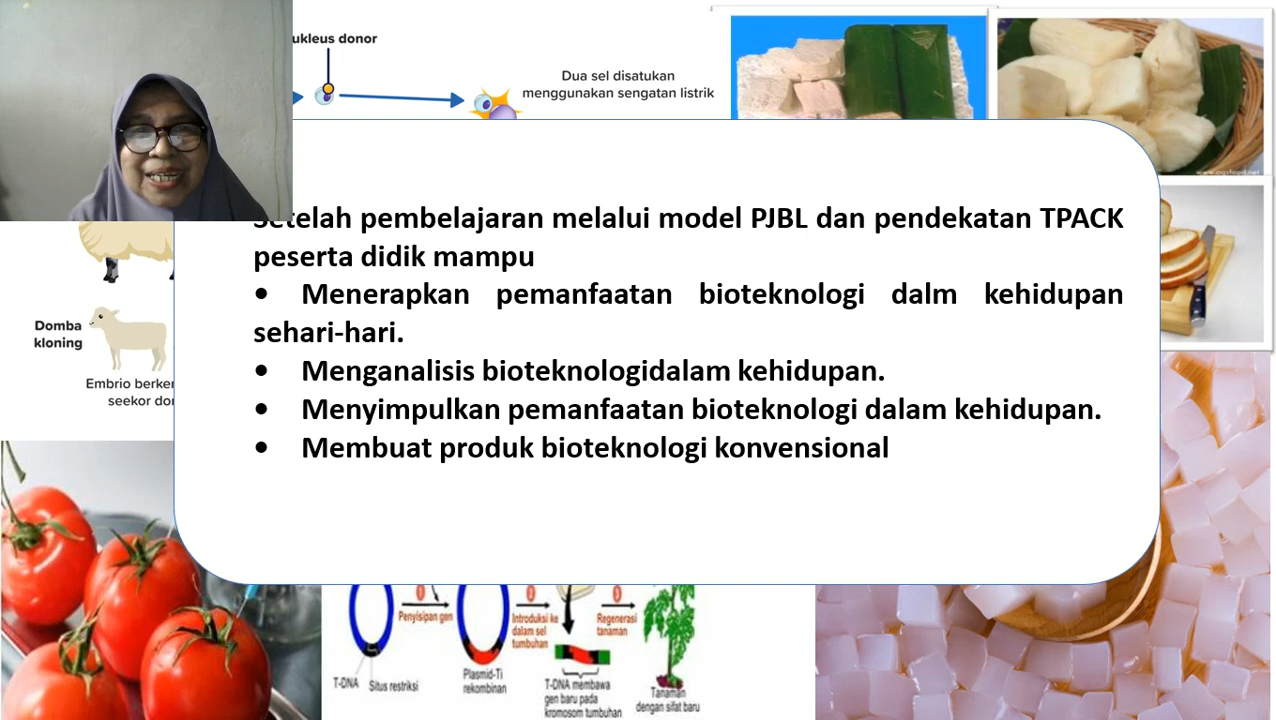 ukleus donor
Dua sel disatukan
menggunakan sengatan listrik
www.agsfood.net
Setelah pembelajaran melalui model PJBL dan pendekatan TPACK
peserta didik mampu
• Menerapkan pemanfaatan bioteknologi dalm kehidupan
sehari-hari.
• Menganalisis bioteknologidalam kehidupan.
• Menyimpulkan pemanfaatan bioteknologi dalam kehidupan.
• Membuat produk bioteknologi konvensional
Domba
kloning
Embrio berker
seekor dor
Penyisipan gen
Introduksi ke
dalam sel
tumbuhan
Regenerasi
tanaman
T-DNA
Situs restriksi
Plasmid-Ti
rekombinan
T-DNA membawa
gen baru pada
kromosom tumbuhan
Tanaman
dengan sifat baru